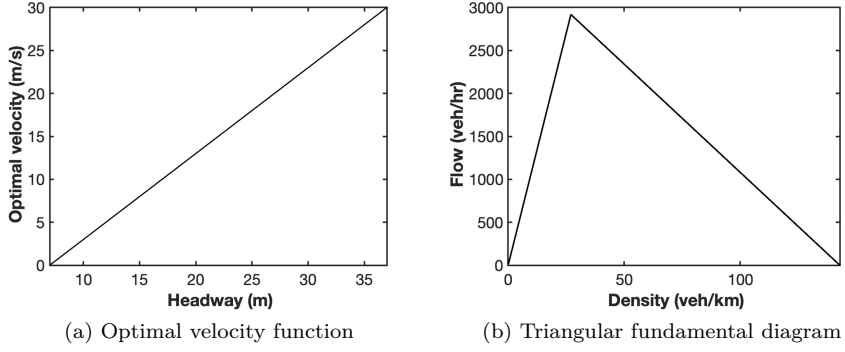 30
25
20
15
10
5
0
10 15 20 25 30 35
Optimal velocity (m/s)
Headway (m)
(a) Optimal velocity function
3000
2500
2000
1500
1000
500
0
0 50 100
Flow (veh/hr)
Density (veh/km)
(b) Triangular fundamental diagram